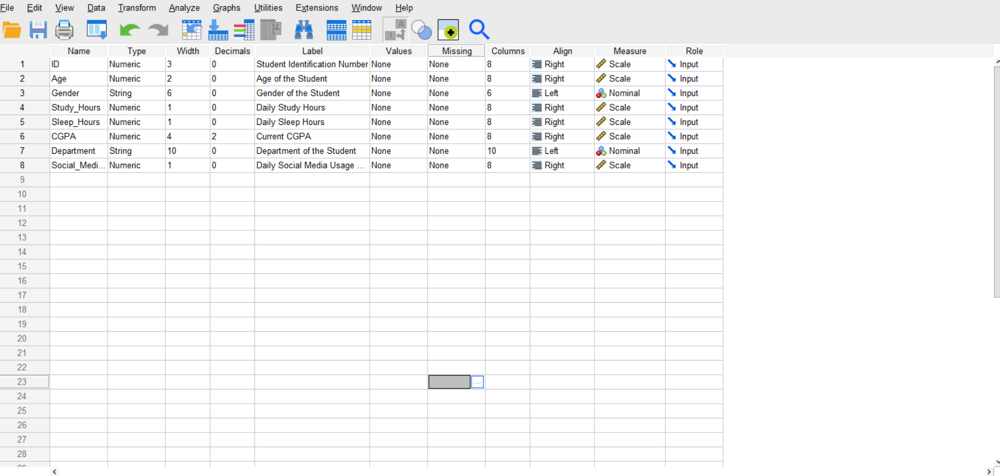 File Edit View Data Transform Analyze Graphs Utilities Extensions Window Help
A
1
μ
Name Type Width Decimals Label Values Missing Columns Align Measure Role
1 ID Numeric 3 0 Student Identification Number None None 8 Right Scale Input
2 Age Numeric 2 0 Age of the Student None None 8 Right Scale Input
3 Gender String 6 0 Gender of the Student None None 6 Left Nominal Input
4 Study_Hours Numeric 1 0 Daily Study Hours None None 8 Right Scale Input
5 Sleep_Hours Numeric 1 0 Daily Sleep Hours None None 8 Right Scale Input
6 CGPA Numeric 4 2 Current CGPA None None 8 Right Scale Input
7 Department String 10 0 Department of the Student None None 10 Left Nominal Input
8 Social_Medi... Numeric 1 0 Daily Social Media Usage ... None None 8 Right Scale Input
9
10
11
12
13
14
15
16
17
18
19
20
21
22
23 ...
24
25
26
27
28